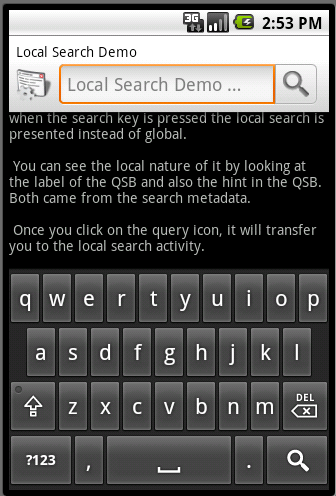 3G 2:53 PM
Local Search Demo
Local Search Demo ...
when the search key is pressed the local search is
presented instead of global.
You can see the local nature of it by looking at
the label of the QSB and also the hint in the QSB.
Both came from the search metadata.
Once you click on the query icon, it will transfer
you to the local search activity.
q w e r t y u i o p
a s d f g h j k l
z x c v b n m DEL
?123 , .